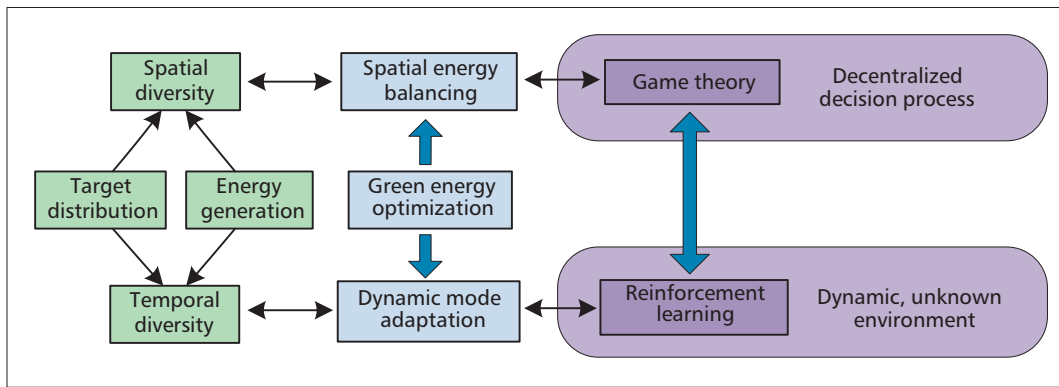 Spatial
diversity
Spatial energy
balancing
Game theory
Decentralized
decision process
Target
distribution
Energy
generation
Green energy
optimization
Temporal
diversity
Dynamic mode
adaptation
Reinforcement
learning
Dynamic, unknown
environment